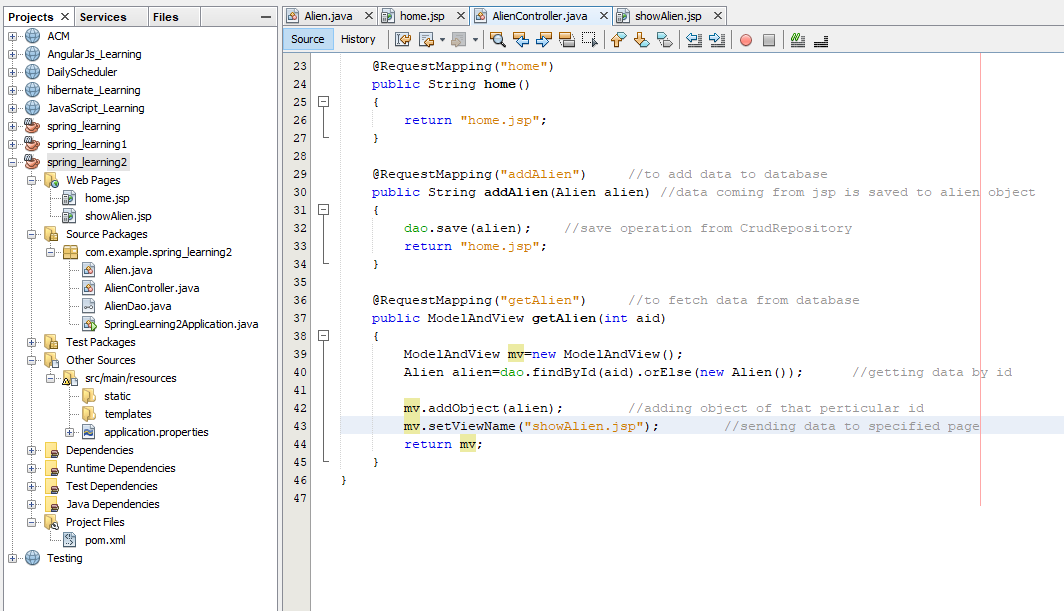 Projects Services Files
ACM
AngularJs_Learning
DailyScheduler
hibernate_Learning
JavaScript_Learning
spring_learning
spring_learning1
spring_learning2
Web Pages
home.jsp
showAlien.jsp
Source Packages
com.example.spring_learning2
Alien.java
AlienController.java
AlienDao.java
SpringLearning2Application.java
Test Packages
Other Sources
src/main/resources
static
templates
application.properties
Dependencies
Runtime Dependencies
Test Dependencies
Java Dependencies
Project Files
pom.xml
Testing
Alien.java home.jsp AlienController.java showAlien.jsp
Source History
23 @RequestMapping("home")
24 public String home()
25 {
26 return "home.jsp";
27 }
28
29 @RequestMapping("addAlien") //to add data to database
30 public String addAlien(Alien alien) //data coming from jsp is saved to alien object
31 {
32 dao.save(alien); //save operation from CrudRepository
33 return "home.jsp";
34 }
35
36 @RequestMapping("getAlien") //to fetch data from database
37 public ModelAndView getAlien(int aid)
38 {
39 ModelAndView mv=new ModelAndView();
40 Alien alien=dao.findById(aid).orElse(new Alien()); //getting data by id
41
42 mv.addObject(alien); //adding object of that perticular id
43 mv.setViewName("showAlien.jsp"); //sending data to specified page
44 return mv;
45 }
46 }
47